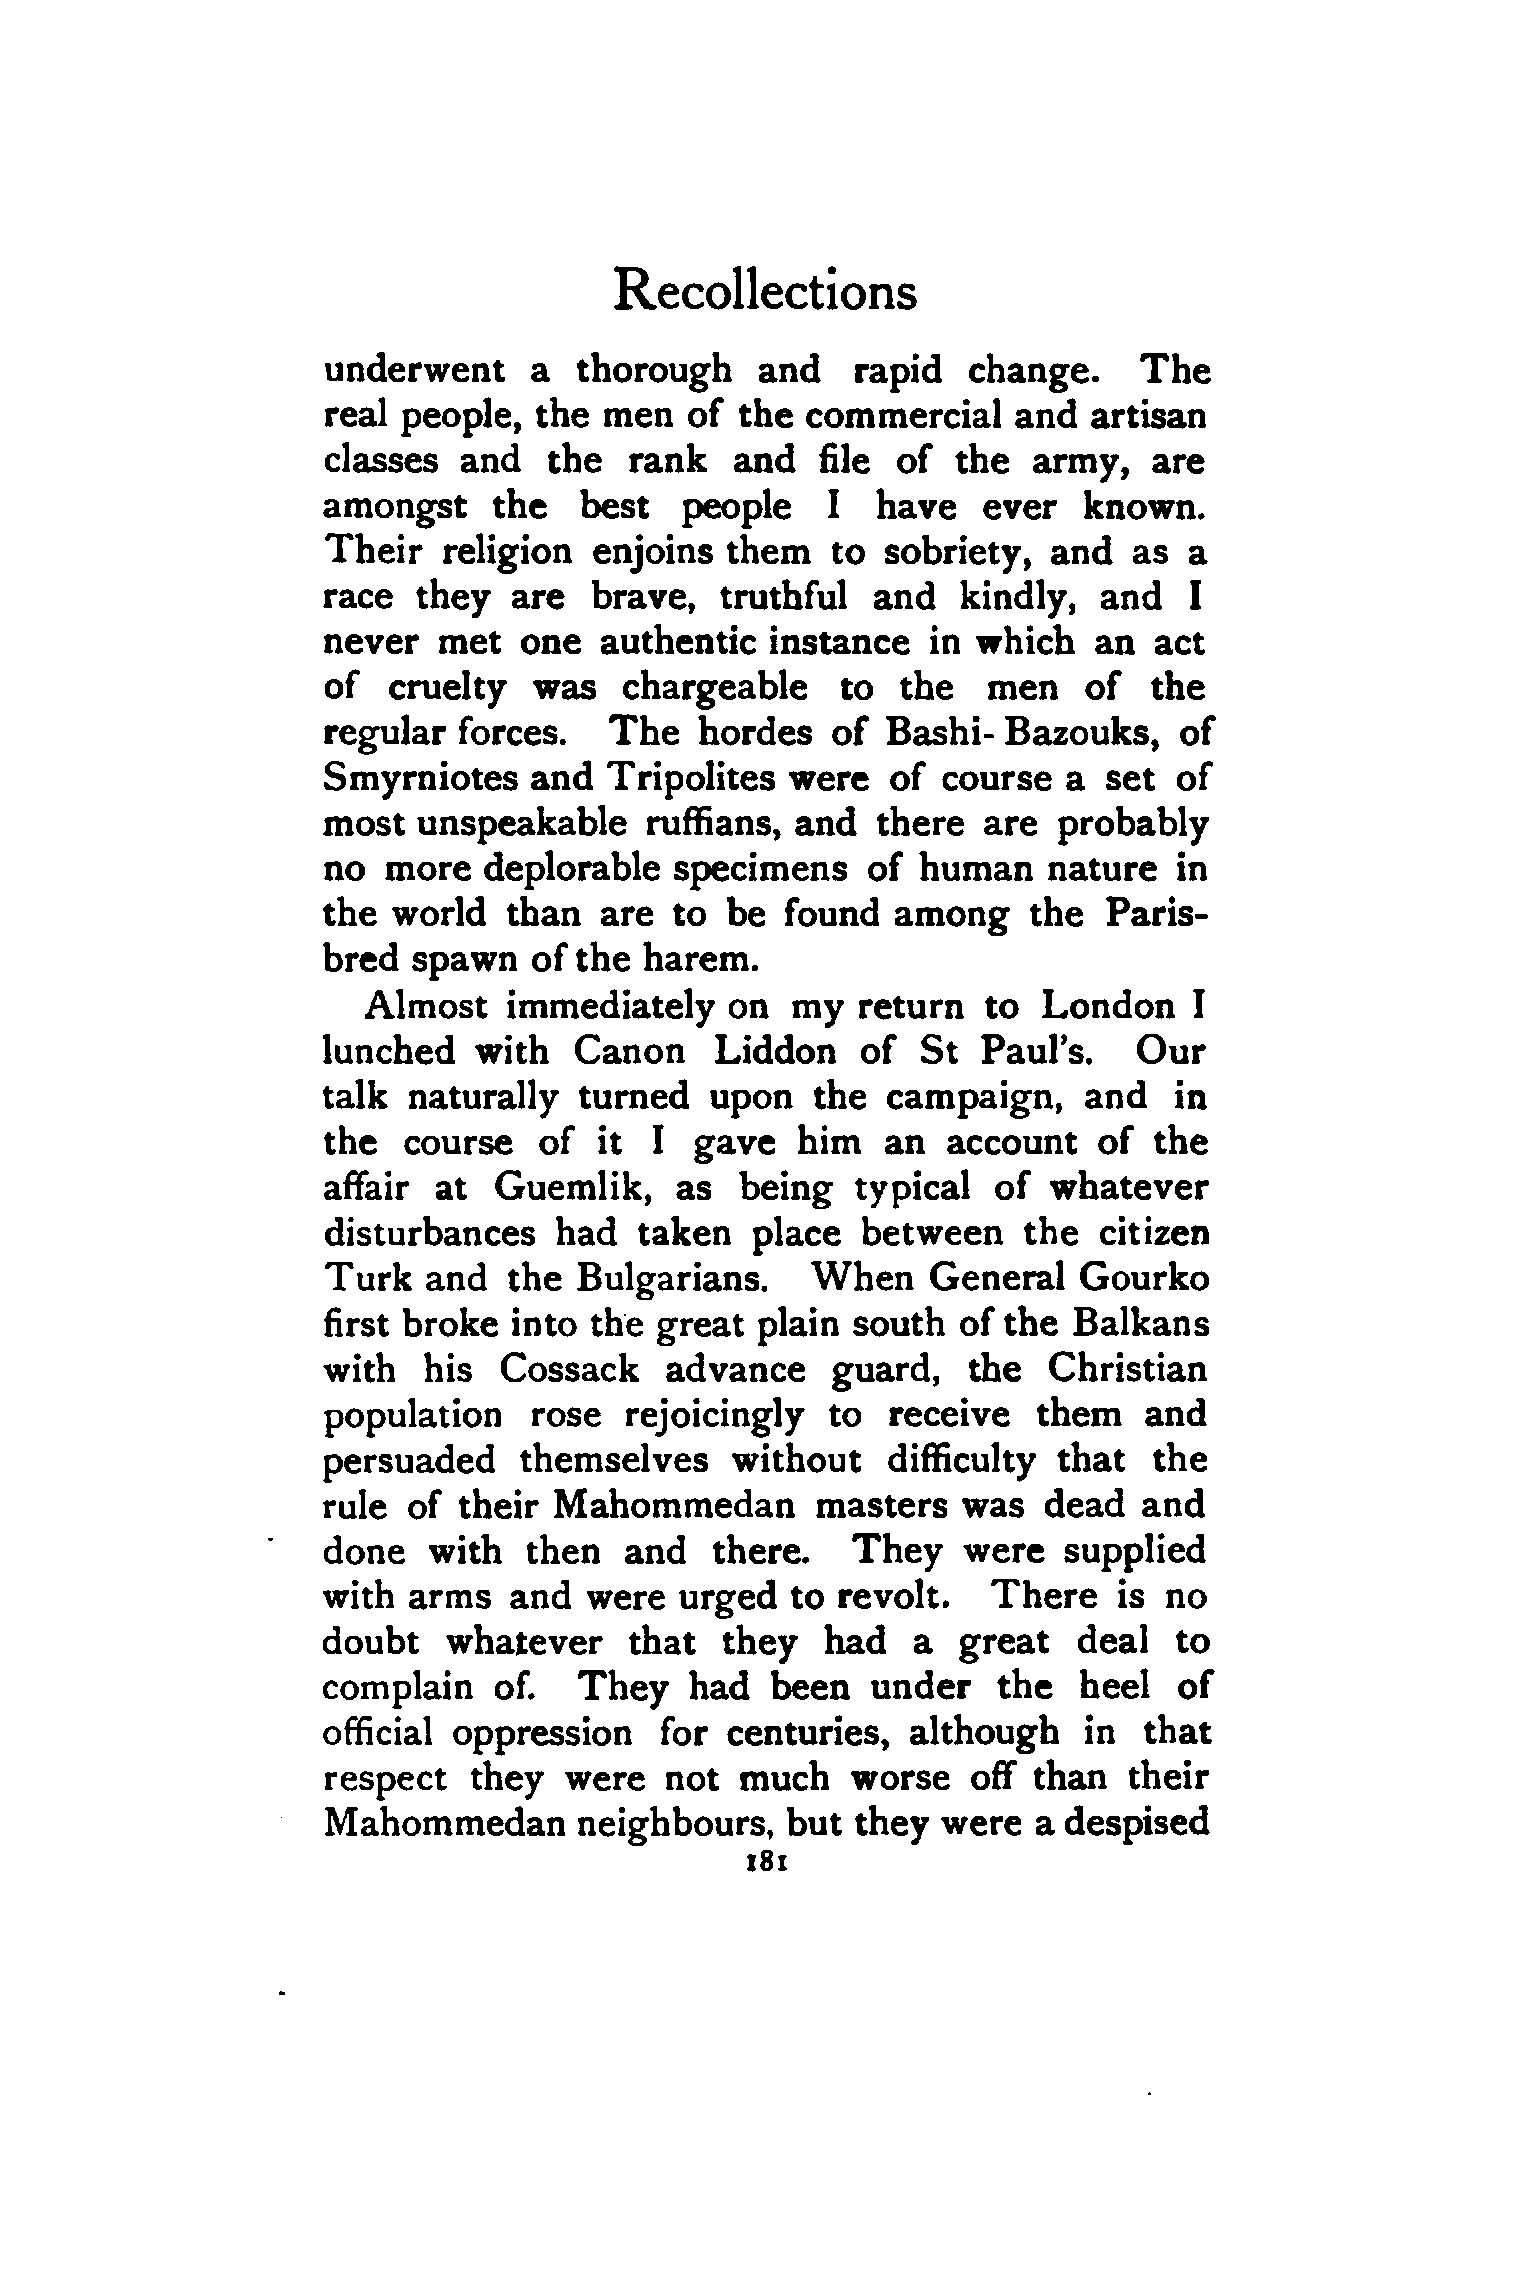 Recollections
underwent a thorough and rapid change. The
real people, the men of the commercial and artisan
classes and the rank and file of the army, are
amongst the best people I have ever known.
Their religion enjoins them to sobriety, and as a
race they are brave, truthful and kindly, and I
never met one authentic instance in which an act
of cruelty was chargeable to the men of the
regular forces. The hordes of Bashi-Bazouks, of
Smyrniotes and Tripolites were of course a set of
most unspeakable ruffians, and there are probably
no more deplorable specimens of human nature in
the world than are to be found among the Paris-
bred spawn of the harem.
Almost immediately on my return to London I
lunched with Canon Liddon of St Paul's. Our
talk naturally turned upon the campaign, and in
the course of it I gave him an account of the
affair at Guemlik, as being typical of whatever
disturbances had taken place between the citizen
Turk and the Bulgarians. When General Gourko
first broke into the great plain south of the Balkans
with his Cossack advance guard, the Christian
population rose rejoicingly to receive them and
persuaded themselves without difficulty that the
rule of their Mahommedan masters was dead and
done with then and there. They were supplied
with arms and were urged to revolt. There is no
doubt whatever that they had a great deal to
complain of. They had been under the heel of
official oppression for centuries, although in that
respect they were not much worse off than their
Mahommedan neighbours, but they were a despised
181